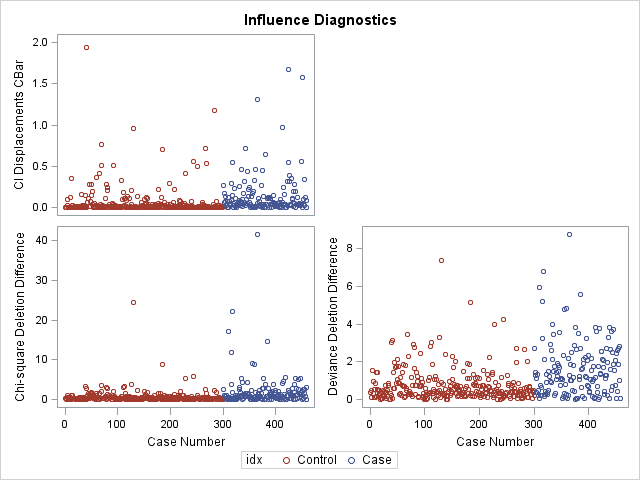 Influence Diagnostics
CI Displacements CBar
2.0
1.5
1.0
0.5
0.0
Chi-square Deletion Difference
40
30
20
10
0
0 100 200 300 400
Case Number
Deviance Deletion Difference
8
6
4
2
0
0 100 200 300 400
Case Number
idx Control Case